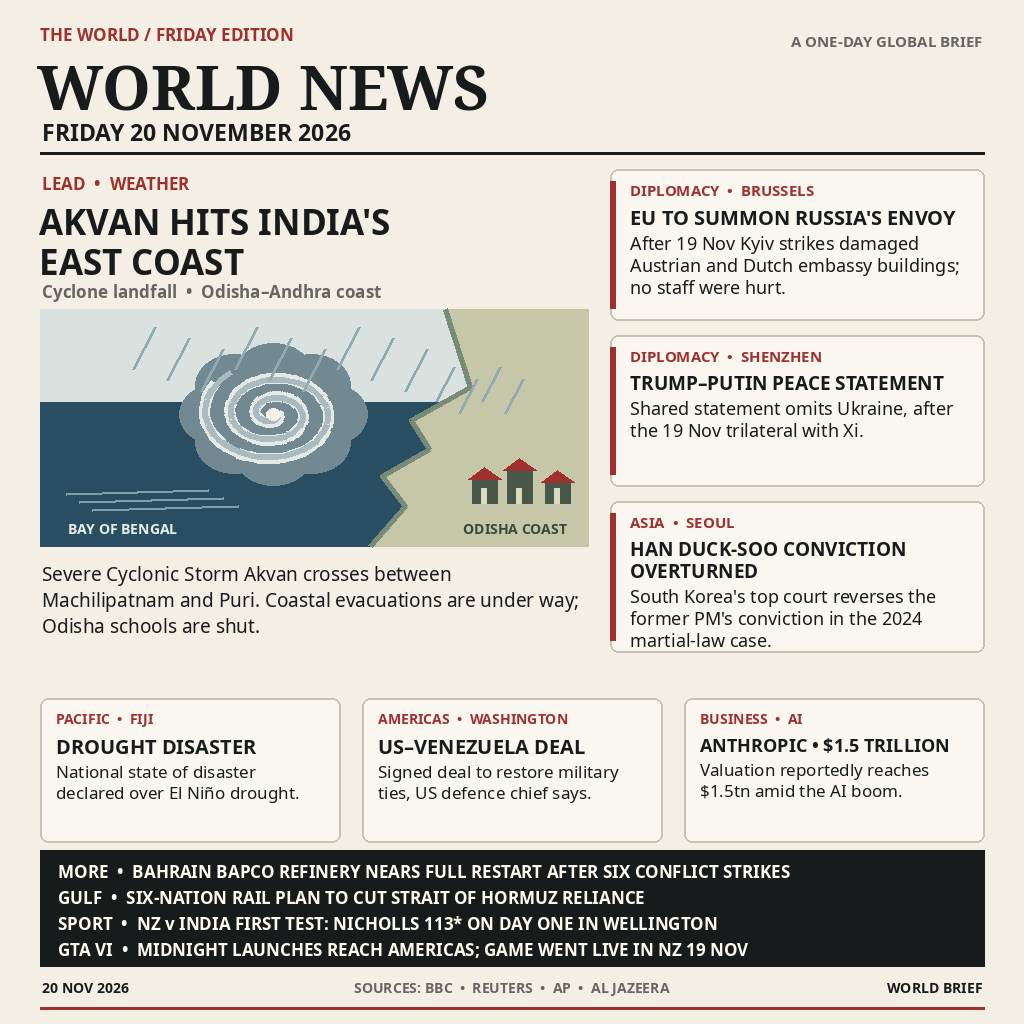 THE WORLD / FRIDAY EDITION
A ONE-DAY GLOBAL BRIEF
WORLD NEWS
FRIDAY 20 NOVEMBER 2026
LEAD • WEATHER
AKVAN HITS INDIA'S
EAST COAST
Cyclone landfall • Odisha–Andhra coast
BAY OF BENGAL
ODISHA COAST
Severe Cyclonic Storm Akvan crosses between
Machilipatnam and Puri. Coastal evacuations are under way;
Odisha schools are shut.
DIPLOMACY • BRUSSELS
EU TO SUMMON RUSSIA'S ENVOY
After 19 Nov Kyiv strikes damaged
Austrian and Dutch embassy buildings;
no staff were hurt.
DIPLOMACY • SHENZHEN
TRUMP–PUTIN PEACE STATEMENT
Shared statement omits Ukraine, after
the 19 Nov trilateral with Xi.
ASIA • SEOUL
HAN DUCK-SOO CONVICTION
OVERTURNED
South Korea's top court reverses the
former PM's conviction in the 2024
martial-law case.
PACIFIC • FIJI
DROUGHT DISASTER
National state of disaster
declared over El Niño drought.
AMERICAS • WASHINGTON
US–VENEZUELA DEAL
Signed deal to restore military
ties, US defence chief says.
BUSINESS • AI
ANTHROPIC • $1.5 TRILLION
Valuation reportedly reaches
$1.5tn amid the AI boom.
MORE • BAHRAIN BAPCO REFINERY NEARS FULL RESTART AFTER SIX CONFLICT STRIKES
GULF • SIX-NATION RAIL PLAN TO CUT STRAIT OF HORMUZ RELIANCE
SPORT • NZ v INDIA FIRST TEST: NICHOLLS 113* ON DAY ONE IN WELLINGTON
GTA VI • MIDNIGHT LAUNCHES REACH AMERICAS; GAME WENT LIVE IN NZ 19 NOV
20 NOV 2026
SOURCES: BBC • REUTERS • AP • AL JAZEERA
WORLD BRIEF